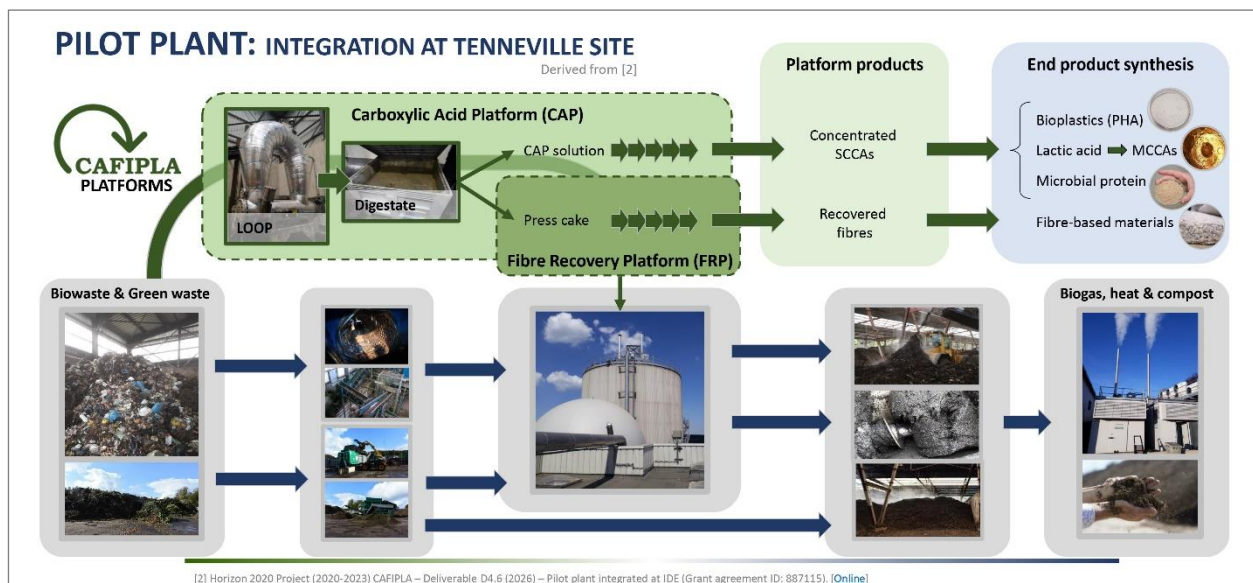 PILOT PLANT: INTEGRATION AT TENNEVILLE SITE
Derived from [2]
CAFIPLA
PLATFORMS
Carboxylic Acid Platform (CAP)
LOOP
Digestate
CAP solution
Press cake
Fibre Recovery Platform (FRP)
Platform products
Concentrated
SCCAs
Recovered
fibres
End product synthesis
Bioplastics (PHA)
Lactic acid MCCAs
Microbial protein
Fibre-based materials
Biowaste & Green waste
Biogas, heat & compost
[2] Horizon 2020 Project (2020-2023) CAFIPLA – Deliverable D4.6 (2026) – Pilot plant integrated at IDE (Grant agreement ID: 887115). [Online]